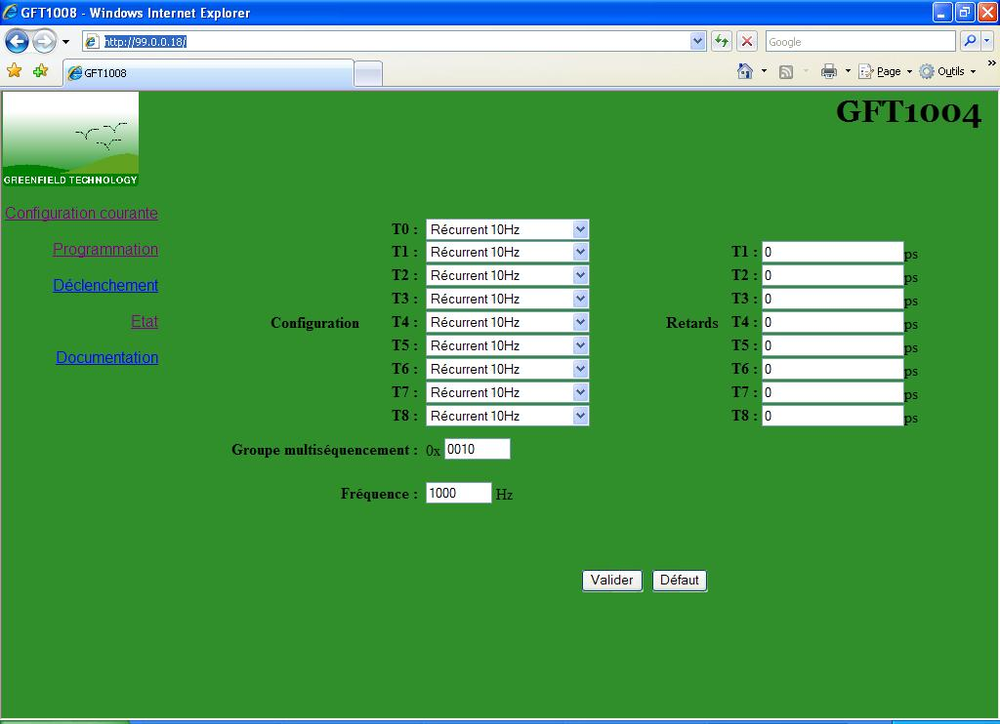 GFT1008 - Windows Internet Explorer
http://99.0.0.18/
Google
GFT1008
Page
Outils
GREENFIELD TECHNOLOGY
GFT1004
Configuration courante
Programmation
Déclenchement
Etat
Documentation
Configuration
T0 : Récurrent 10Hz
T1 : Récurrent 10Hz
T2 : Récurrent 10Hz
T3 : Récurrent 10Hz
T4 : Récurrent 10Hz
T5 : Récurrent 10Hz
T6 : Récurrent 10Hz
T7 : Récurrent 10Hz
T8 : Récurrent 10Hz
Retards
T1 : 0 ps
T2 : 0 ps
T3 : 0 ps
T4 : 0 ps
T5 : 0 ps
T6 : 0 ps
T7 : 0 ps
T8 : 0 ps
Groupe multiséquencement : 0x 0010
Fréquence : 1000 Hz
Valider
Défaut